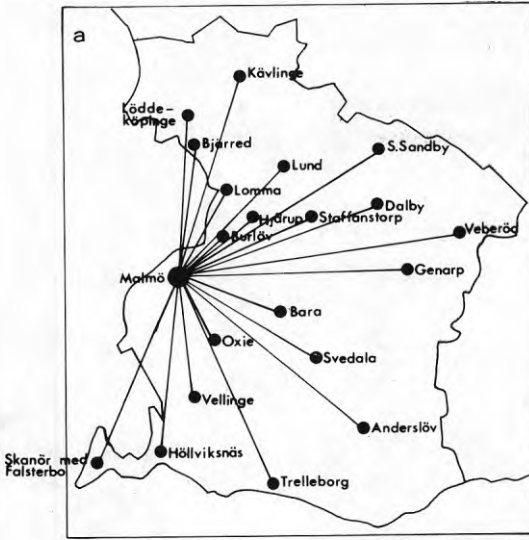 a
Kävlinge
Lödde-
köpinge
Bjärred
S.Sandby
Lund
Lomma
Dalby
Hjärup
Staffanstorp
Veberöd
Burlöv
Malmö
Genarp
Bara
Oxie
Svedala
Vellinge
Anderslöv
Skanör med
Falsterbo
Höllviksnäs
Trelleborg